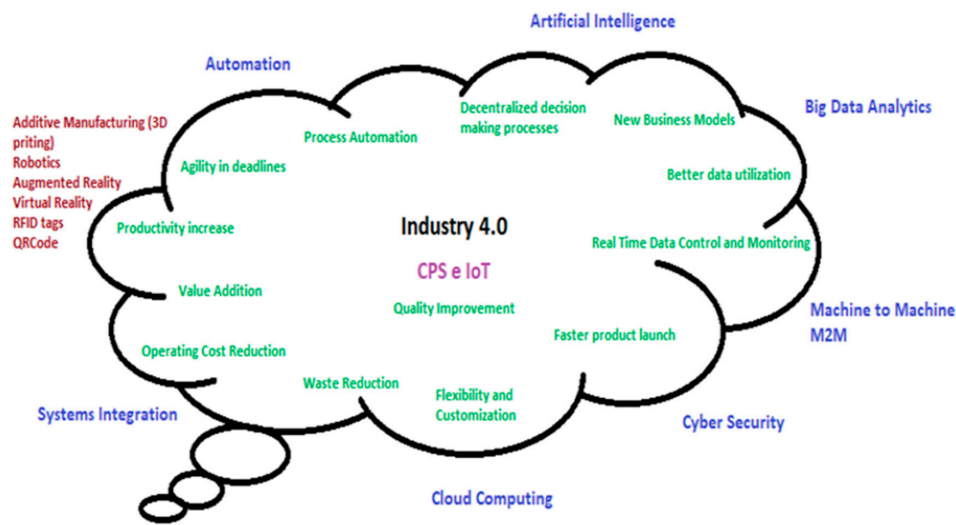 Artificial Intelligence
Automation
Big Data Analytics
Decentralized decision
making processes
New Business Models
Process Automation
Additive Manufacturing (3D
priting)
Robotics
Augmented Reality
Virtual Reality
RFID tags
QRCode
Agility in deadlines
Better data utilization
Productivity increase
Industry 4.0
Real Time Data Control and Monitoring
CPS e IoT
Value Addition
Quality Improvement
Machine to Machine
M2M
Faster product launch
Operating Cost Reduction
Waste Reduction
Flexibility and
Customization
Systems Integration
Cyber Security
Cloud Computing